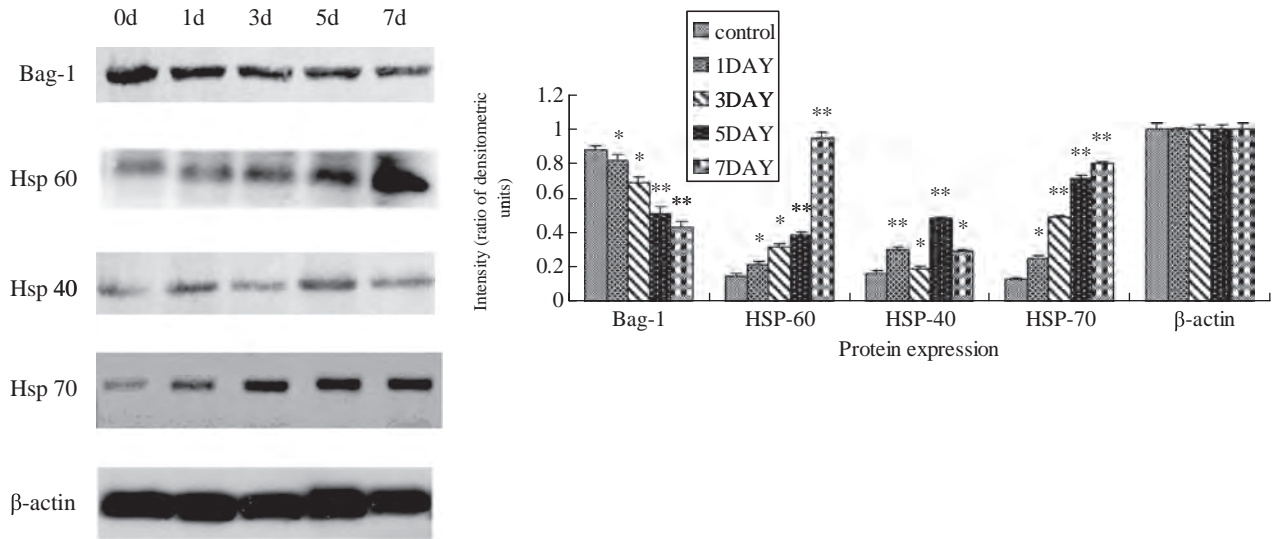 0d 1d 3d 5d 7d
Bag-1
Hsp 60
Hsp 40
Hsp 70
β-actin
control
1DAY
3DAY
5DAY
7DAY
Intensity (ratio of densitometric
units)
1.2
1
0.8
0.6
0.4
0.2
0
* * ** **
* * ** **
** * ** *
* ** ** **
Bag-1 HSP-60 HSP-40 HSP-70 β-actin
Protein expression